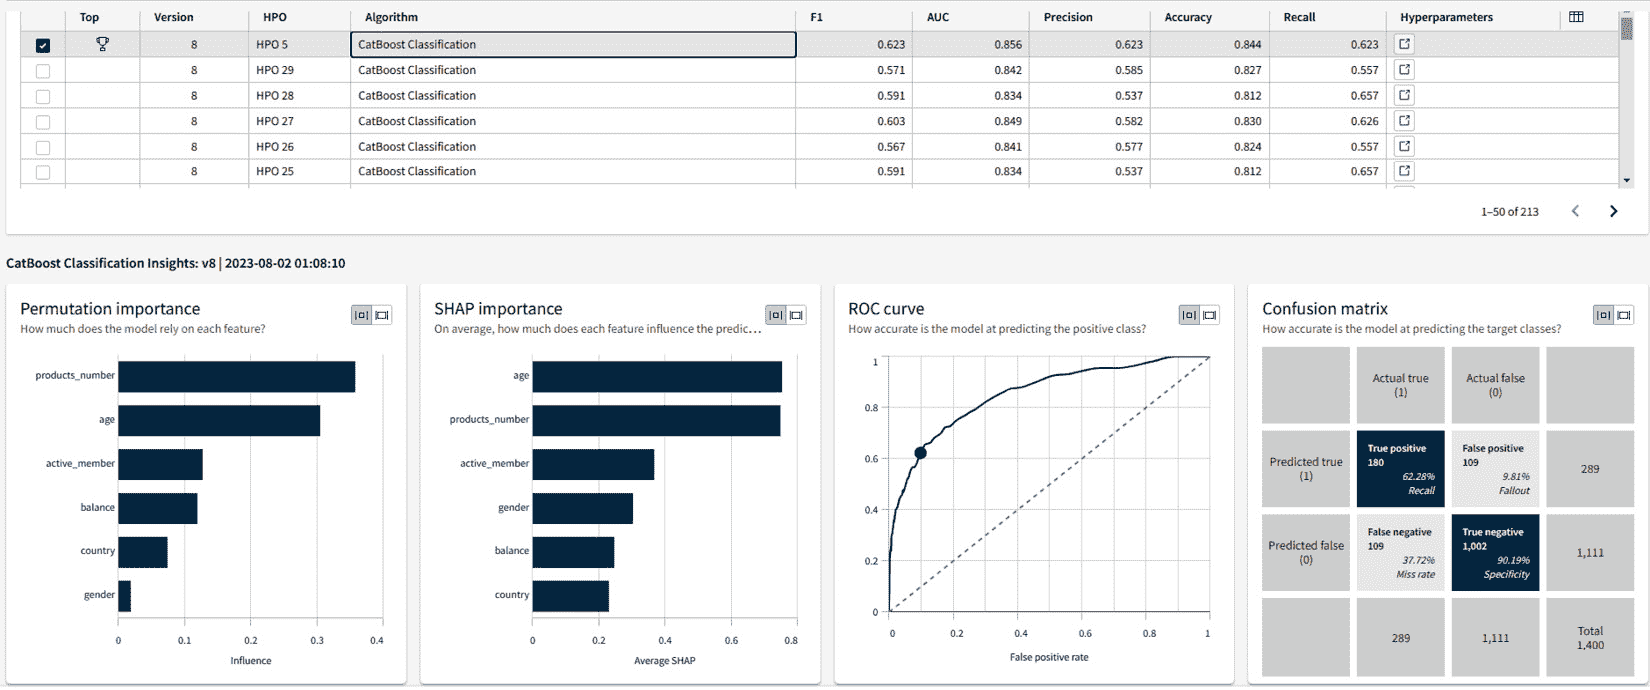 Top Version HPO Algorithm F1 AUC Precision Accuracy Recall Hyperparameters
8 HPO 5 CatBoost Classification 0.623 0.856 0.623 0.844 0.623
8 HPO 29 CatBoost Classification 0.571 0.842 0.585 0.827 0.557
8 HPO 28 CatBoost Classification 0.591 0.834 0.537 0.812 0.657
8 HPO 27 CatBoost Classification 0.603 0.849 0.582 0.830 0.626
8 HPO 26 CatBoost Classification 0.567 0.841 0.577 0.824 0.557
8 HPO 25 CatBoost Classification 0.591 0.834 0.537 0.812 0.657
1–50 of 213
CatBoost Classification Insights: v8 | 2023-08-02 01:08:10
Permutation importance
How much does the model rely on each feature?
products_number
age
active_member
balance
country
gender
0 0.1 0.2 0.3 0.4
Influence
SHAP importance
On average, how much does each feature influence the predic...
age
products_number
active_member
gender
balance
country
0 0.2 0.4 0.6 0.8
Average SHAP
ROC curve
How accurate is the model at predicting the positive class?
1
0.8
0.6
0.4
0.2
0
0 0.2 0.4 0.6 0.8 1
False positive rate
Confusion matrix
How accurate is the model at predicting the target classes?
Actual true
(1)
Actual false
(0)
Predicted true
(1)
True positive
180
62.28%
Recall
False positive
109
9.81%
Fallout
289
Predicted false
(0)
False negative
109
37.72%
Miss rate
True negative
1,002
90.19%
Specificity
1,111
289
1,111
Total
1,400